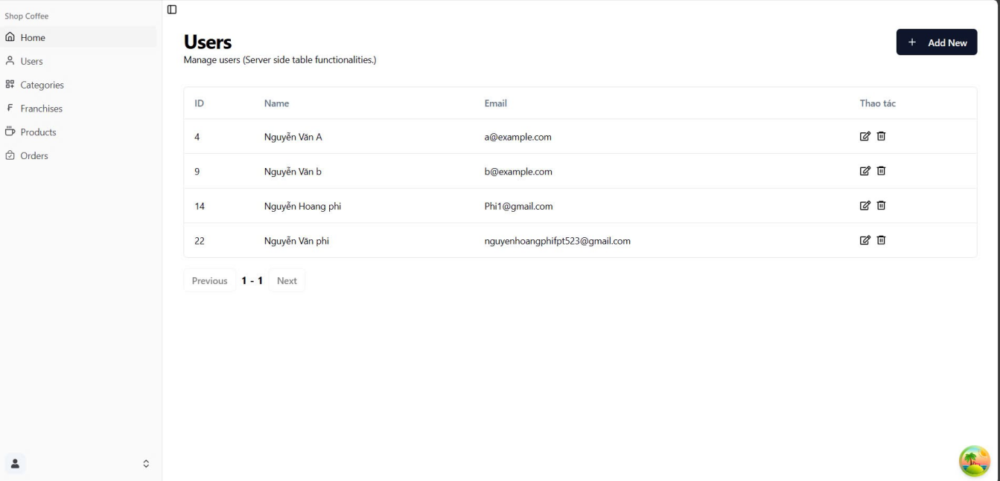 Shop Coffee
Home
Users
Categories
Franchises
Products
Orders
Users
Manage users (Server side table functionalities.)
Add New
ID Name Email Thao tác
4 Nguyễn Văn A a@example.com
9 Nguyễn Văn b b@example.com
14 Nguyễn Hoang phi Phi1@gmail.com
22 Nguyễn Văn phi nguyenhoangphifpt523@gmail.com
Previous 1 - 1 Next